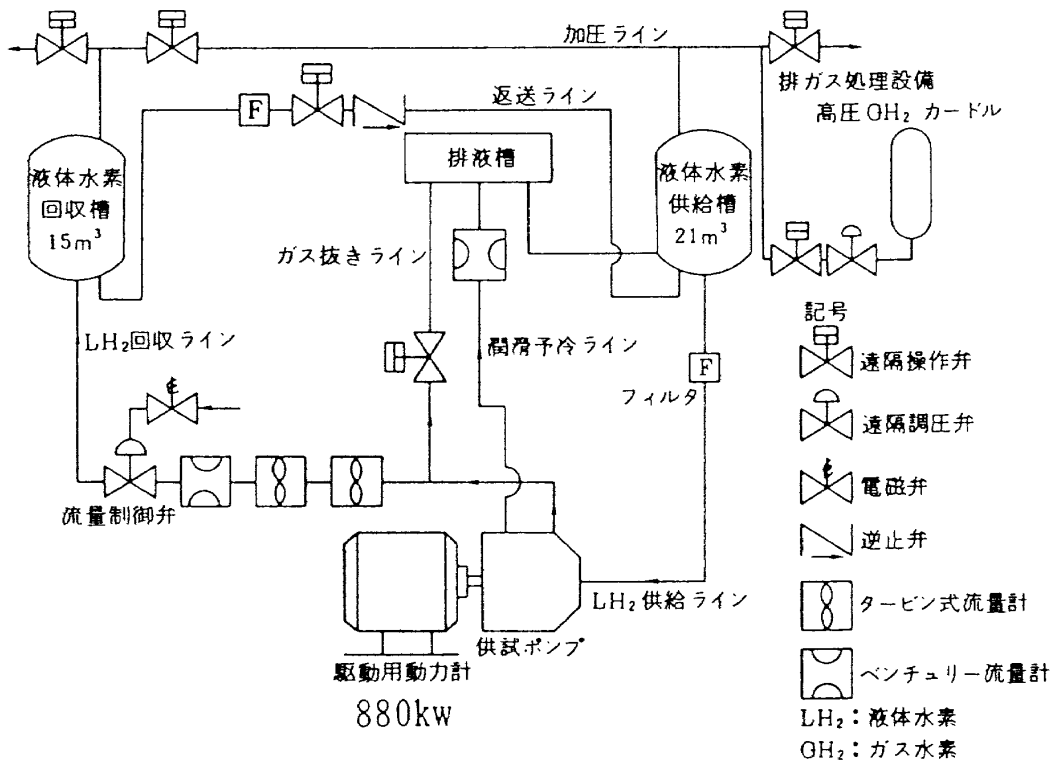 加圧ライン
排ガス処理設備
返送ライン
高圧GH2 カードル
F
排液槽
液体水素
回収槽
15m³
液体水素
供給槽
21m³
ガス抜きライン
記号
LH₂回収ライン
潤滑予冷ライン
F
フィルタ
遠隔操作弁
遠隔調圧弁
電磁弁
流量制御弁
逆止弁
LH₂供給ライン
タービン式流量計
供試ポンプ
駆動用動力計
ベンチュリー流量計
880kw
LH₂：液体水素
GH₂：ガス水素